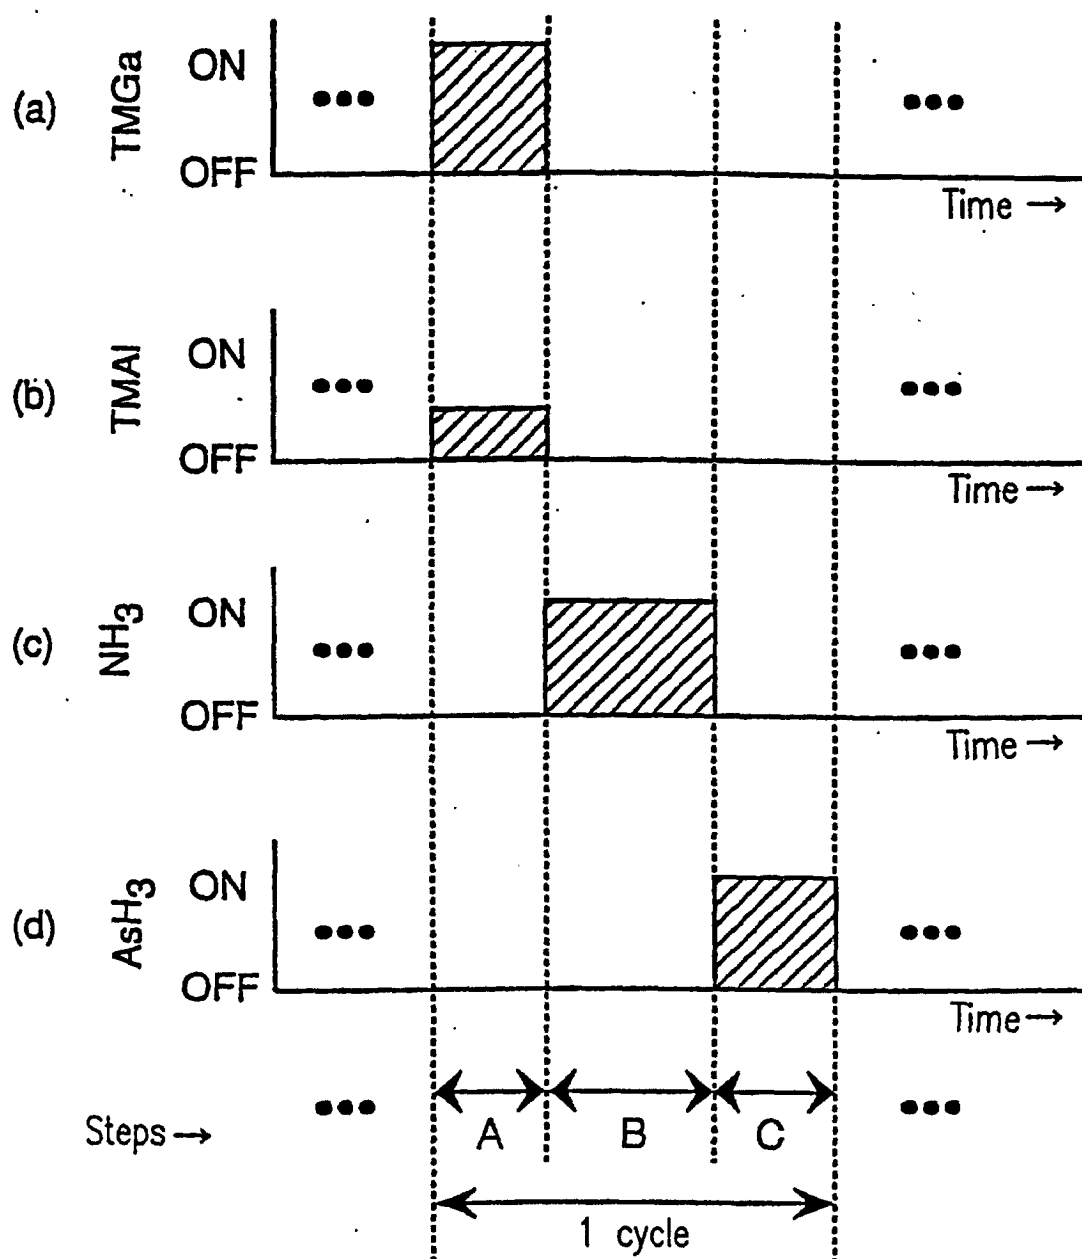 (a)
TMGa
ON
OFF
Time →
(b)
TMAl
ON
OFF
Time →
(c)
NH3
ON
OFF
Time →
(d)
AsH3
ON
OFF
Time →
Steps →
A B C
1 cycle